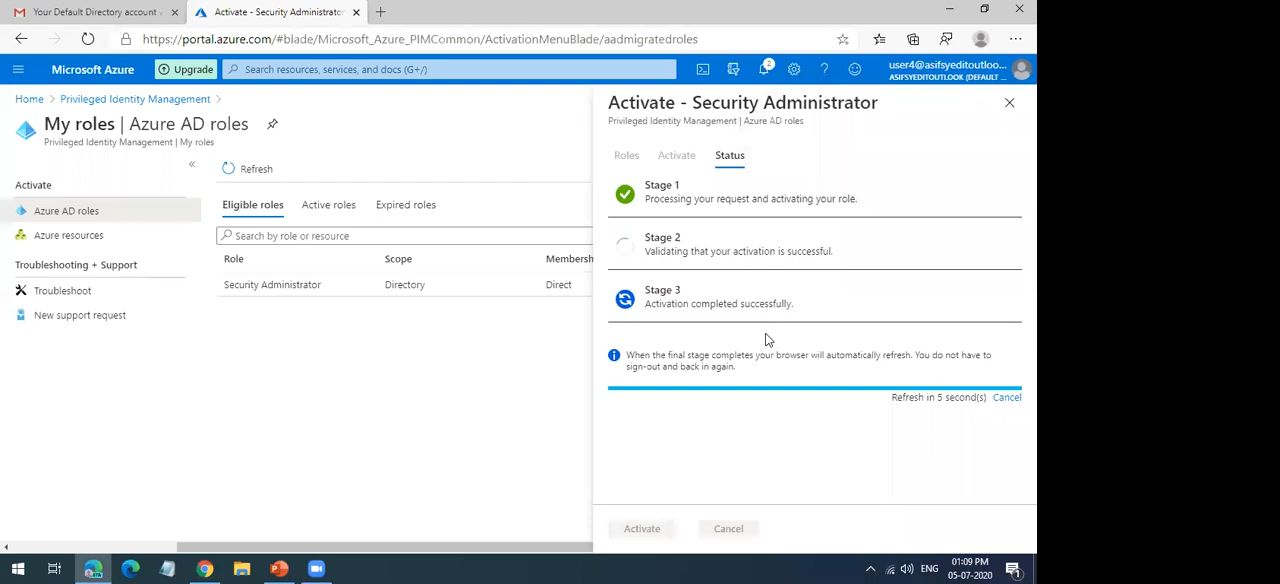 Your Default Directory account
Activate - Security Administrator
https://portal.azure.com/#blade/Microsoft_Azure_PIMCommon/ActivationMenuBlade/aadmigratedroles
Microsoft Azure
Upgrade
Search resources, services, and docs (G+/)
2
user4@asifsyeditoutloo...
ASIFSYEDITOUTLOOK (DEFAULT ...
Home > Privileged Identity Management >
My roles | Azure AD roles
Privileged Identity Management | My roles
Activate
Azure AD roles
Azure resources
Troubleshooting + Support
Troubleshoot
New support request
Refresh
Eligible roles Active roles Expired roles
Search by role or resource
Role Scope Membersh
Security Administrator Directory Direct
Activate - Security Administrator
Privileged Identity Management | Azure AD roles
Roles Activate Status
Stage 1
Processing your request and activating your role.
Stage 2
Validating that your activation is successful.
Stage 3
Activation completed successfully.
When the final stage completes your browser will automatically refresh. You do not have to
sign-out and back in again.
Refresh in 5 second(s) Cancel
Activate Cancel
ENG
01:09 PM
05-07-2020
1